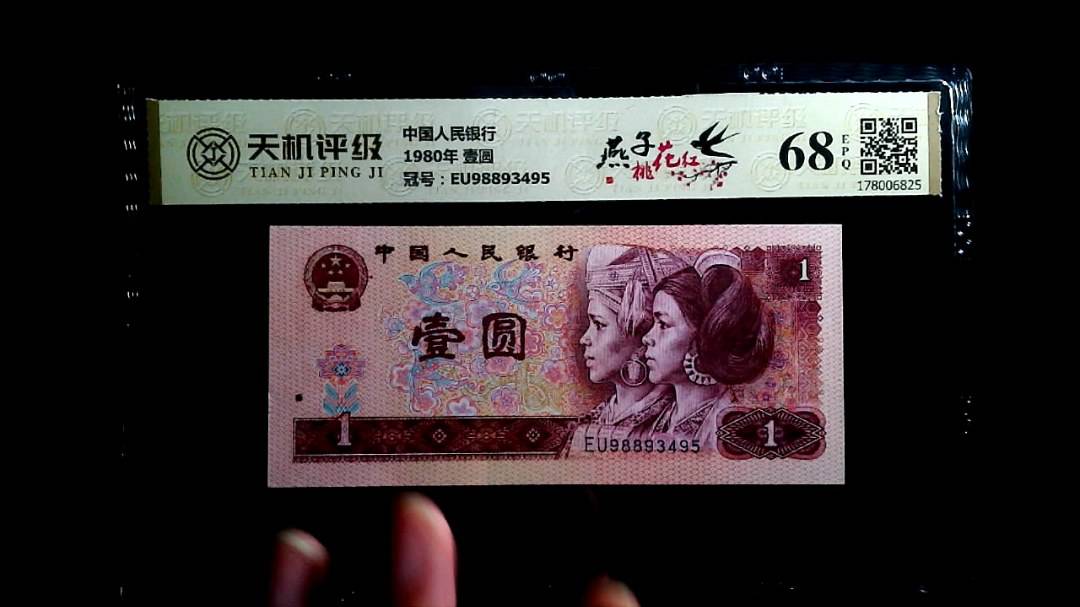 天机评级
TIAN JI PING JI
中国人民银行
1980年 壹圆
冠号：EU98893495
燕子
桃花红
68
EPQ
178006825
中国人民银行
1
壹圆
1
EU98893495
1